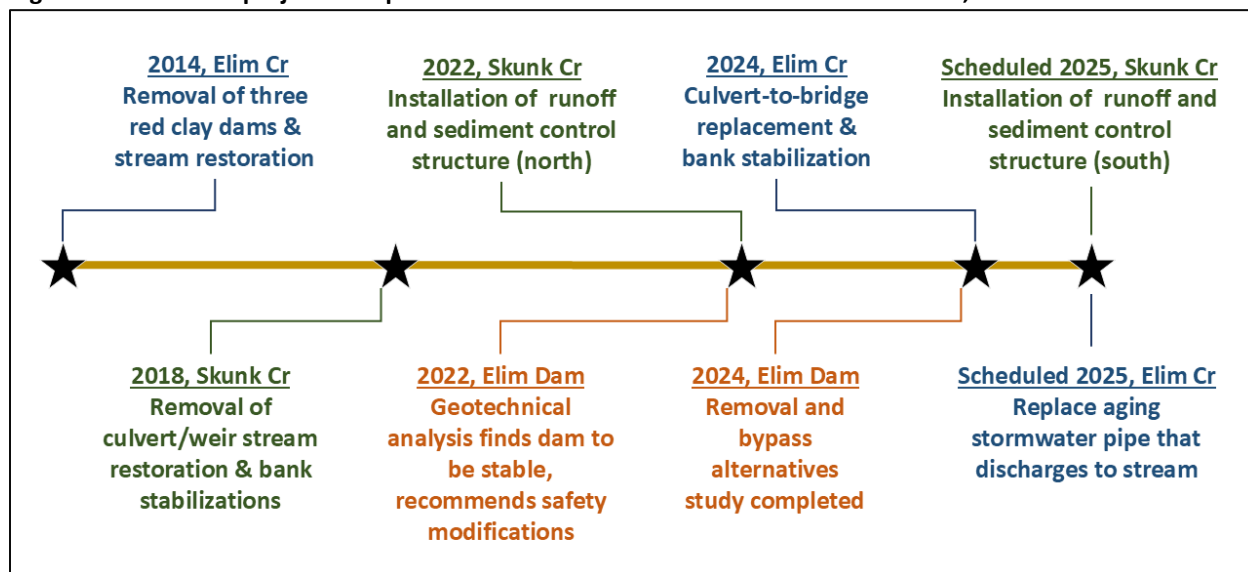 2014, Elim Cr
Removal of three
red clay dams &
stream restoration
2022, Skunk Cr
Installation of runoff
and sediment control
structure (north)
2024, Elim Cr
Culvert-to-bridge
replacement &
bank stabilization
Scheduled 2025, Skunk Cr
Installation of runoff and
sediment control
structure (south)
2018, Skunk Cr
Removal of
culvert/weir stream
restoration & bank
stabilizations
2022, Elim Dam
Geotechnical
analysis finds dam to
be stable,
recommends safety
modifications
2024, Elim Dam
Removal and
bypass
alternatives
study completed
Scheduled 2025, Elim Cr
Replace aging
stormwater pipe that
discharges to stream